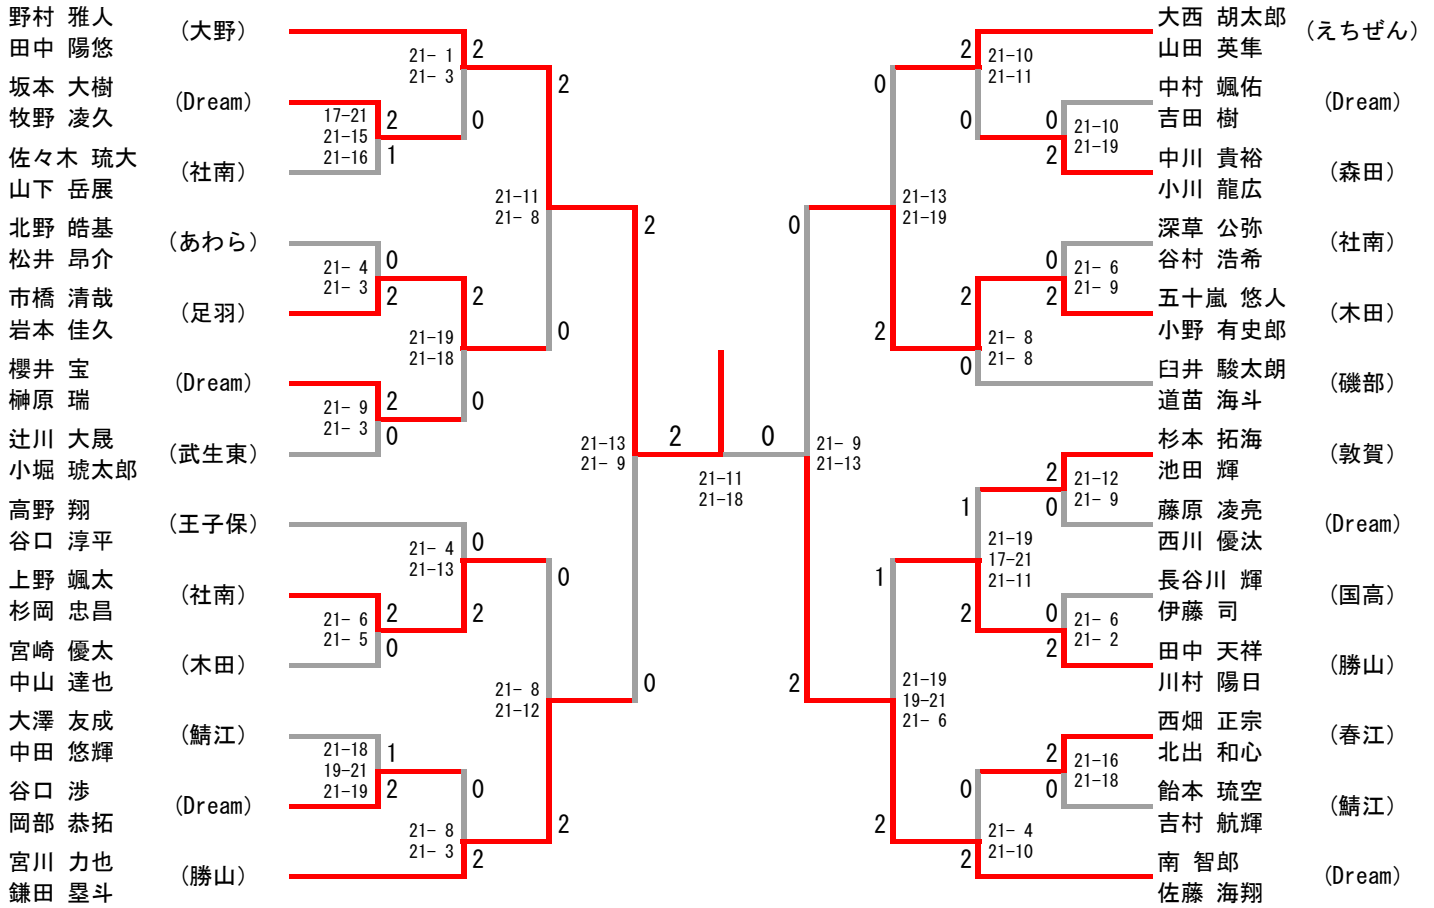 野村 雅人
田中 陽悠
(大野)
坂本 大樹
牧野 凌久
(Dream)
佐々木 琉大
山下 岳展
(社南)
北野 皓基
松井 昂介
(あわら)
市橋 清哉
岩本 佳久
(足羽)
櫻井 宝
榊原 瑞
(Dream)
辻川 大晟
小堀 琥太郎
(武生東)
高野 翔
谷口 淳平
(王子保)
上野 颯太
杉岡 忠昌
(社南)
宮崎 優太
中山 達也
(木田)
大澤 友成
中田 悠輝
(鯖江)
谷口 渉
岡部 恭拓
(Dream)
宮川 力也
鎌田 塁斗
(勝山)
17-21
21-15
21-16
2
1
21- 4
21- 3
0
2
21- 9
21- 3
2
0
21- 6
21- 5
2
0
21-18
19-21
21-19
1
2
21- 1
21- 3
2
0
21-19
21-18
2
0
21- 4
21-13
0
2
21- 8
21- 3
0
2
21-11
21- 8
2
0
21- 8
21-12
0
2
21-13
21- 9
2
0
2
0
21-11
21-18
21- 9
21-13
0
2
21-13
21-19
0
2
21-19
19-21
21- 6
1
2
21-10
21-11
2
0
21- 8
21- 8
2
0
21-19
17-21
21-11
1
2
21- 4
21-10
0
2
21-10
21-19
0
2
21- 6
21- 9
0
2
21-12
21- 9
2
0
21- 6
21- 2
0
2
21-16
21-18
2
0
大西 胡太郎
山田 英隼
(えちぜん)
中村 颯佑
吉田 樹
(Dream)
中川 貴裕
小川 龍広
(森田)
深草 公弥
谷村 浩希
(社南)
五十嵐 悠人
小野 有史郎
(木田)
臼井 駿太朗
道苗 海斗
(磯部)
杉本 拓海
池田 輝
(敦賀)
藤原 凌亮
西川 優汰
(Dream)
長谷川 輝
伊藤 司
(国高)
田中 天祥
川村 陽日
(勝山)
西畑 正宗
北出 和心
(春江)
飴本 琉空
吉村 航輝
(鯖江)
南 智郎
佐藤 海翔
(Dream)